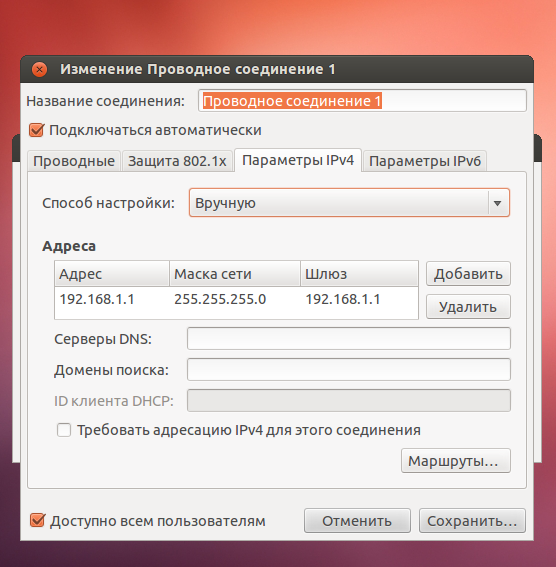 Изменение Проводное соединение 1
Название соединения: Проводное соединение 1
Подключаться автоматически
Проводные Защита 802.1x Параметры IPv4 Параметры IPv6
Способ настройки: Вручную
Адреса
Адрес Маска сети Шлюз Добавить
192.168.1.1 255.255.255.0 192.168.1.1 Удалить
Серверы DNS:
Домены поиска:
ID клиента DHCP:
Требовать адресацию IPv4 для этого соединения
Маршруты…
Доступно всем пользователям Отменить Сохранить…